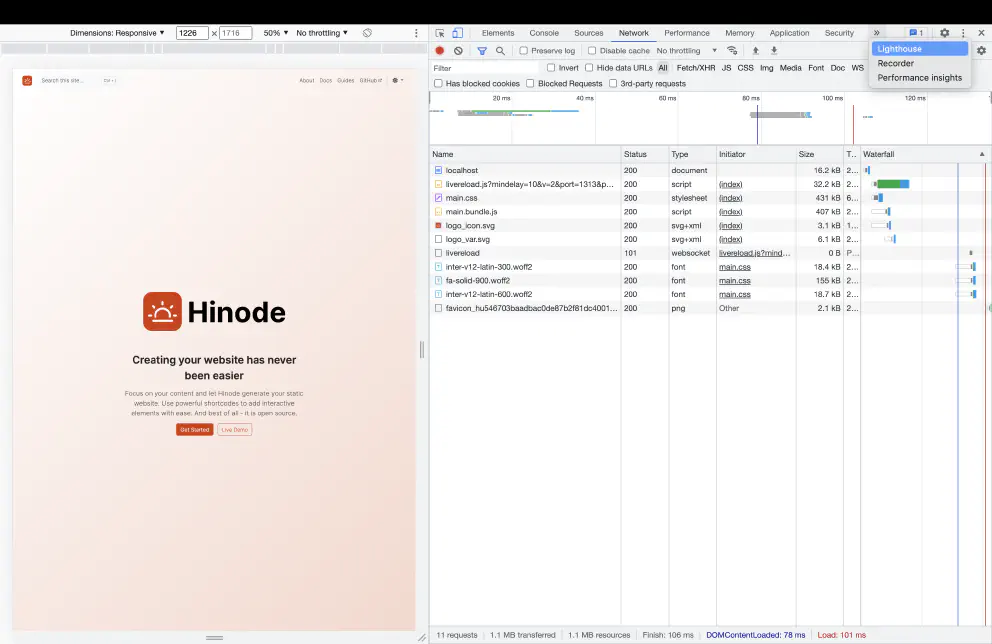 Dimensions: Responsive ▼ 1226 × 1716 50% ▼ No throttling ▼
Elements Console Sources Network Performance Memory Application Security » 1
Preserve log Disable cache No throttling ▼
Lighthouse
Recorder
Performance insights
Filter Invert Hide data URLs All Fetch/XHR JS CSS Img Media Font Doc WS
Has blocked cookies Blocked Requests 3rd-party requests
20 ms 40 ms 60 ms 80 ms 100 ms 120 ms
Name Status Type Initiator Size T... Waterfall
localhost 200 document 16.2 kB 2...
livereload.js?mindelay=10&v=2&port=1313&p... 200 script (index) 32.2 kB 2...
main.css 200 stylesheet (index) 431 kB 6...
main.bundle.js 200 script (index) 407 kB 2...
logo_icon.svg 200 svg+xml (index) 3.1 kB 1...
logo_var.svg 200 svg+xml (index) 6.1 kB 2...
livereload 101 websocket livereload.js?mind... 0 B P...
inter-v12-latin-300.woff2 200 font main.css 18.4 kB 2...
fa-solid-900.woff2 200 font main.css 155 kB 2...
inter-v12-latin-600.woff2 200 font main.css 18.7 kB 2...
favicon_hu546703baadbac0de87b2f81dc4001... 200 png Other 2.1 kB 2...
11 requests 1.1 MB transferred 1.1 MB resources Finish: 106 ms DOMContentLoaded: 78 ms Load: 101 ms
Search this site... Ctrl + / About Docs Guides GitHub
Hinode
Creating your website has never
been easier
Focus on your content and let Hinode generate your static
website. Use powerful shortcodes to add interactive
elements with ease. And best of all - it is open source.
Get Started Live Demo